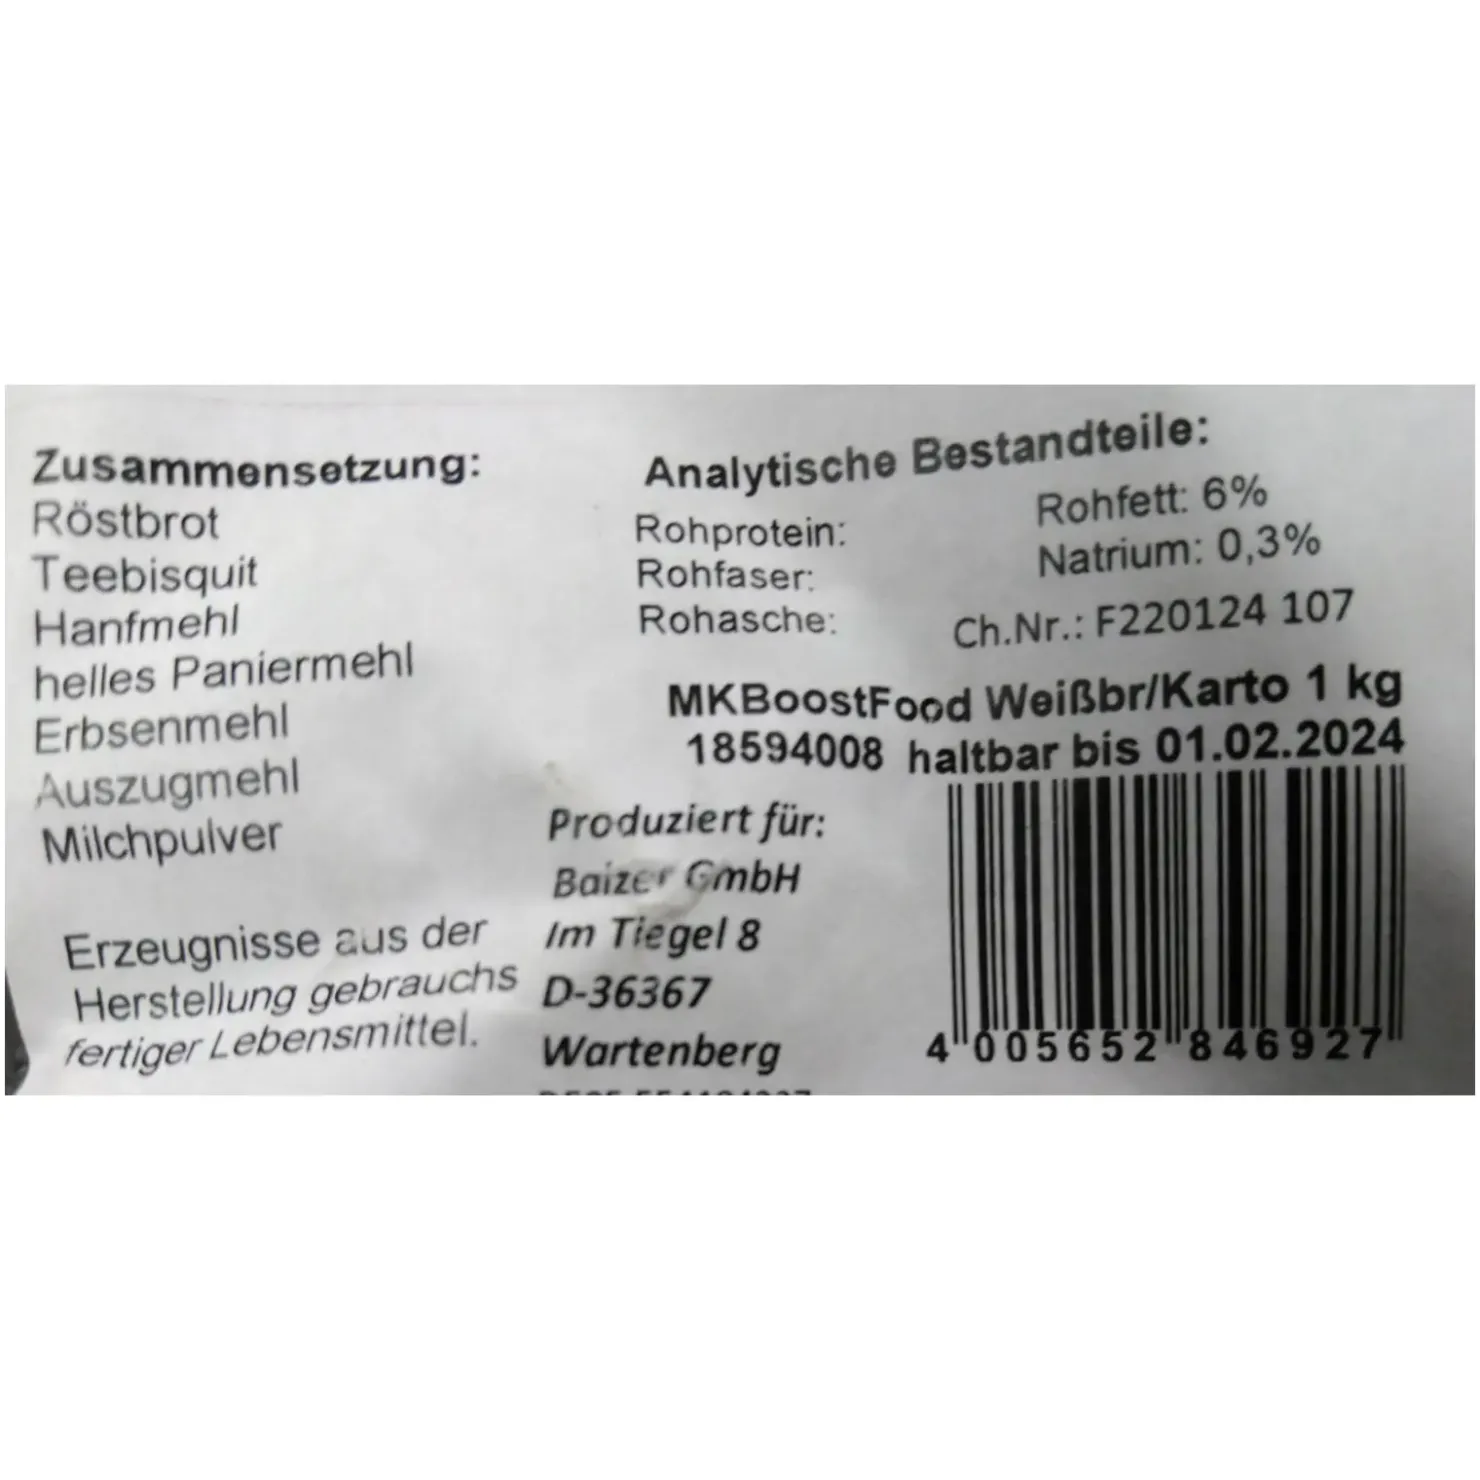 Zusammensetzung:
Röstbrot
Teebisquit
Hanfmehl
helles Paniermehl
Erbsenmehl
Auszugmehl
Milchpulver
Erzeugnisse aus der
Herstellung gebrauchs
fertiger Lebensmittel.
Analytische Bestandteile:
Rohprotein:
Rohfaser:
Rohasche:
Rohfett: 6%
Natrium: 0,3%
Ch.Nr.: F220124 107
MKBoostFood Weißbr/Karto 1 kg
18594008 haltbar bis 01.02.2024
Produziert für:
Baizer GmbH
Im Tiegel 8
D-36367
Wartenberg
4 005652 846927